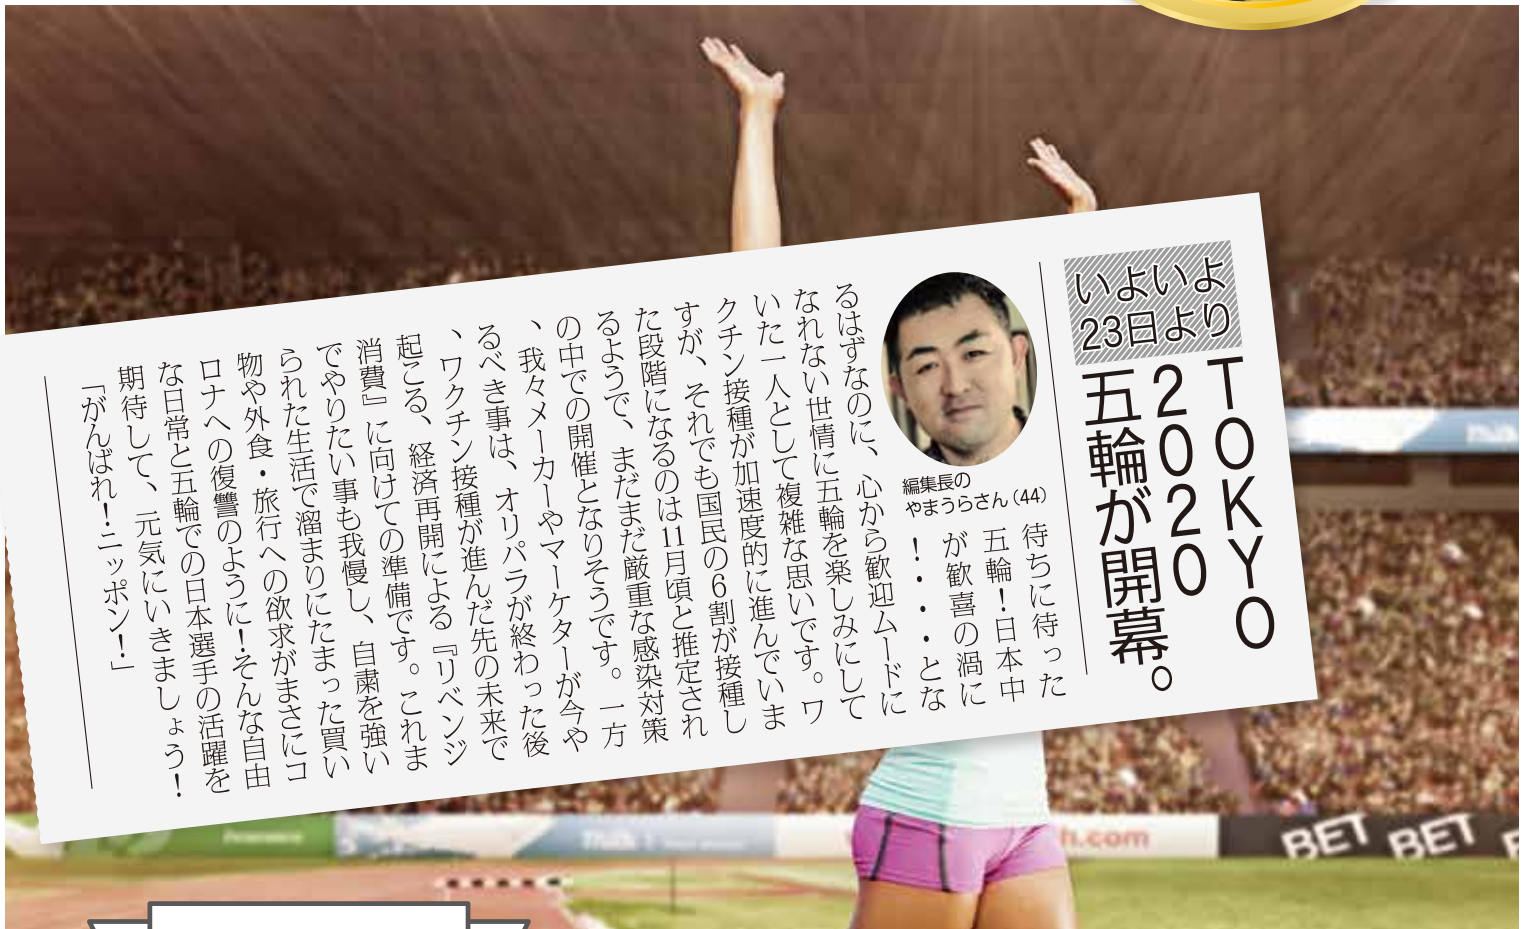 いよいよ
23日より
TOKYO
2020
五輪が開幕。
編集長の
やまうらさん（44）
待ちに待った
五輪！日本中
が歓喜の渦に
！・・・とな
るはずなのに、心から歓迎ムードに
なれない世情に五輪を楽しみにして
いた一人として複雑な思いです。ワ
クチン接種が加速度的に進んでいま
すが、それでも国民の6割が接種し
た段階になるのは11月頃と推定され
るようで、まだまだ厳重な感染対策
の中での開催となりそうです。一方
、我々メーカーやマーケターが今や
るべき事は、オリパラが終わった後
、ワクチン接種が進んだ先の未来で
起こる、経済再開による『リベンジ
消費』に向けての準備です。これま
でやりたい事も我慢し、自粛を強い
られた生活で溜まりにたまった買い
物や外食・旅行への欲求がまさにコ
ロナへの復讐のように！そんな自由
な日常と五輪での日本選手の活躍を
期待して、元気にいきましょう！
「がんばれ！ニッポン！」
h.com
BET
BET